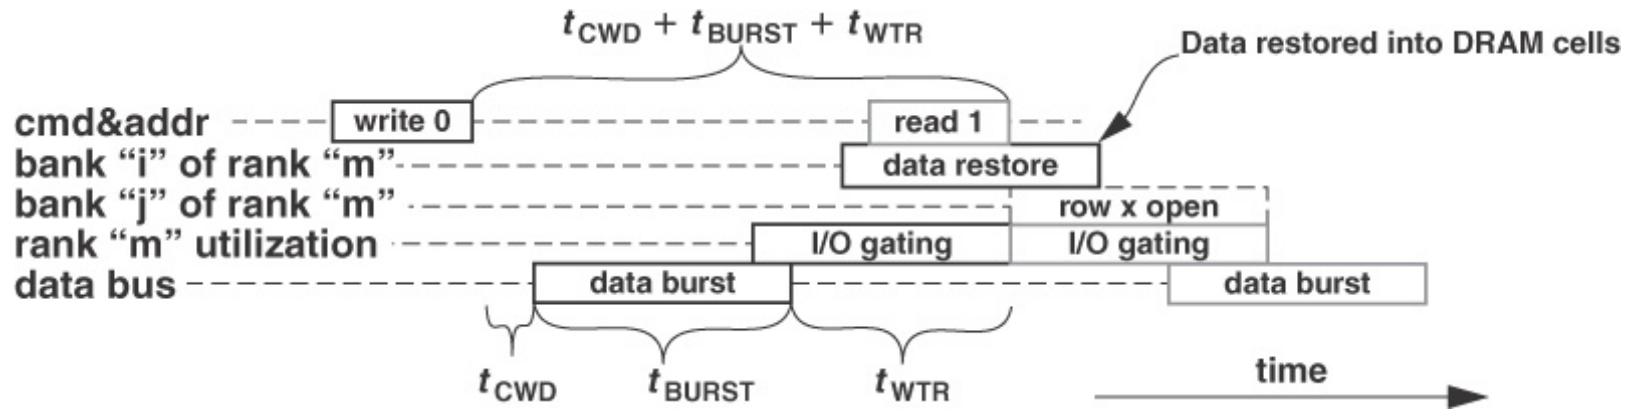 tCWD + tBURST + tWTR
Data restored into DRAM cells
cmd&addr write 0 read 1
bank “i” of rank “m” data restore
bank “j” of rank “m” row x open
rank “m” utilization I/O gating I/O gating
data bus data burst data burst
tCWD tBURST tWTR time